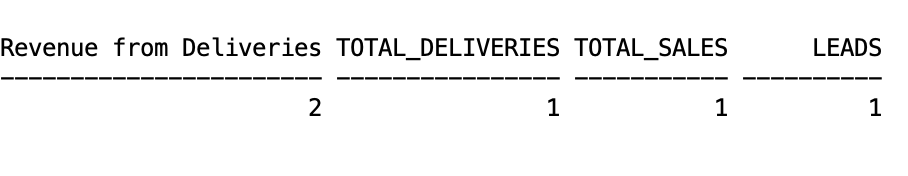 Revenue from Deliveries TOTAL_DELIVERIES TOTAL_SALES      LEADS
----------------------- ---------------- ----------- ----------
                      2                1           1          1